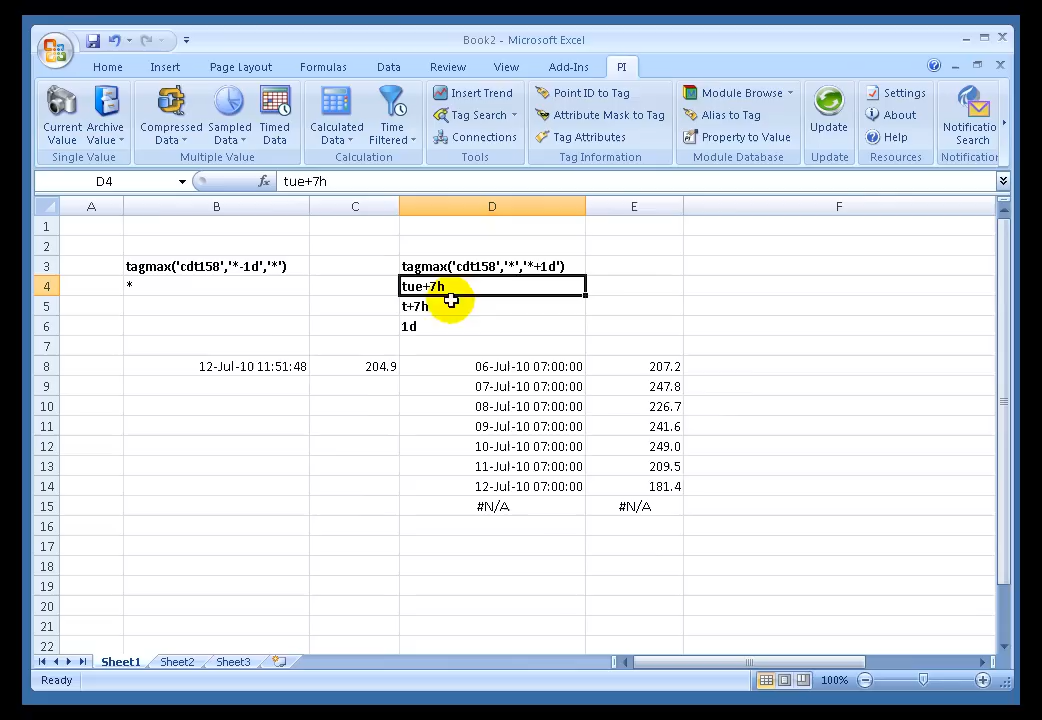 Book2 - Microsoft Excel
Home Insert Page Layout Formulas Data Review View Add-Ins PI
Current Value Archive Value Compressed Data Sampled Data Timed Data Calculated Data Time Filtered
Insert Trend Point ID to Tag Module Browse Settings
Tag Search Attribute Mask to Tag Alias to Tag Update About Notificatio Search
Connections Tag Attributes Property to Value Help
Single Value Multiple Value Calculation Tools Tag Information Module Database Update Resources Notification
D4 fx tue+7h
A B C D E F
1
2
3 tagmax('cdt158','*-1d','*') tagmax('cdt158','*','*+1d')
4 * tue+7h
5 t+7h
6 1d
7
8 12-Jul-10 11:51:48 204.9 06-Jul-10 07:00:00 207.2
9 07-Jul-10 07:00:00 247.8
10 08-Jul-10 07:00:00 226.7
11 09-Jul-10 07:00:00 241.6
12 10-Jul-10 07:00:00 249.0
13 11-Jul-10 07:00:00 209.5
14 12-Jul-10 07:00:00 181.4
15 #N/A #N/A
16
17
18
19
20
21
22
Sheet1 Sheet2 Sheet3
Ready 100%